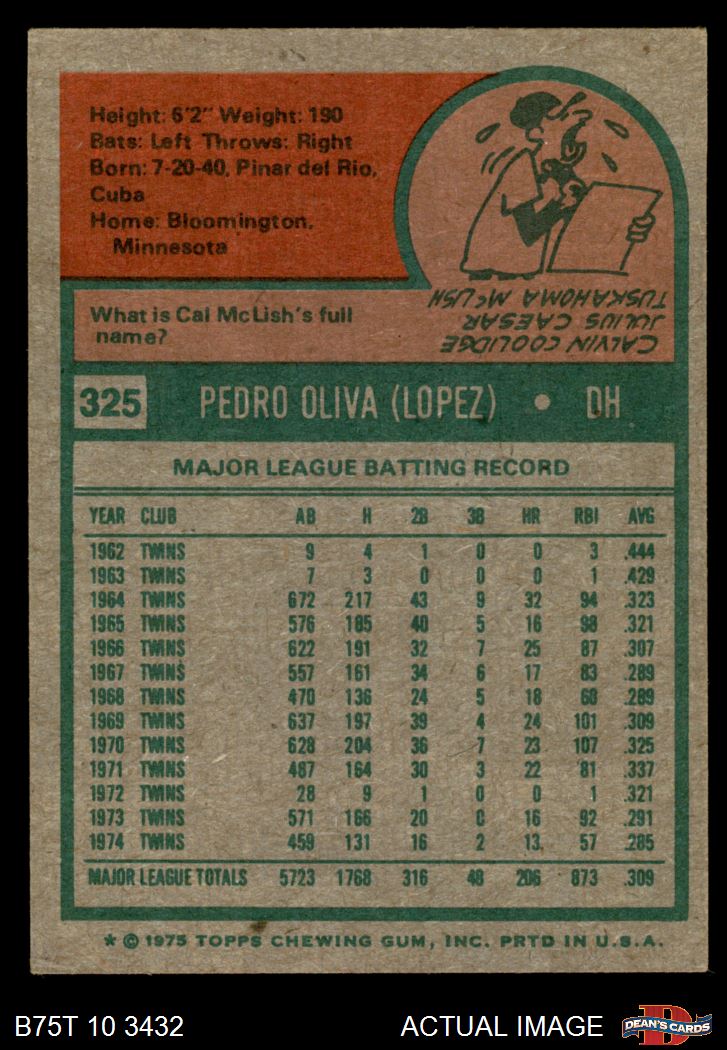 Height: 6'2" Weight: 190
Bats: Left Throws: Right
Born: 7-20-40, Pinar del Rio,
Cuba
Home: Bloomington,
Minnesota
What is Cal McLish's full
name?
CALVIN COOLIDGE
JULIUS CAESAR
TUSKAHOMA McLISH
325 PEDRO OLIVA (LOPEZ) • DH
MAJOR LEAGUE BATTING RECORD
YEAR CLUB AB H 2B 3B HR RBI AVG
1962 TWINS 9 4 1 0 0 3 .444
1963 TWINS 7 3 0 0 0 1 .429
1964 TWINS 672 217 43 9 32 94 .323
1965 TWINS 576 185 40 5 16 98 .321
1966 TWINS 622 191 32 7 25 87 .307
1967 TWINS 557 161 34 6 17 83 .289
1968 TWINS 470 136 24 5 18 68 .289
1969 TWINS 637 197 39 4 24 101 .309
1970 TWINS 628 204 36 7 23 107 .325
1971 TWINS 487 164 30 3 22 81 .337
1972 TWINS 28 9 1 0 0 1 .321
1973 TWINS 571 166 20 0 16 92 .291
1974 TWINS 459 131 16 2 13 57 .285
MAJOR LEAGUE TOTALS 5723 1768 316 48 206 873 .309
* © 1975 TOPPS CHEWING GUM, INC. PRTD IN U.S.A.
B75T 10 3432 ACTUAL IMAGE
D
DEAN'S CARDS